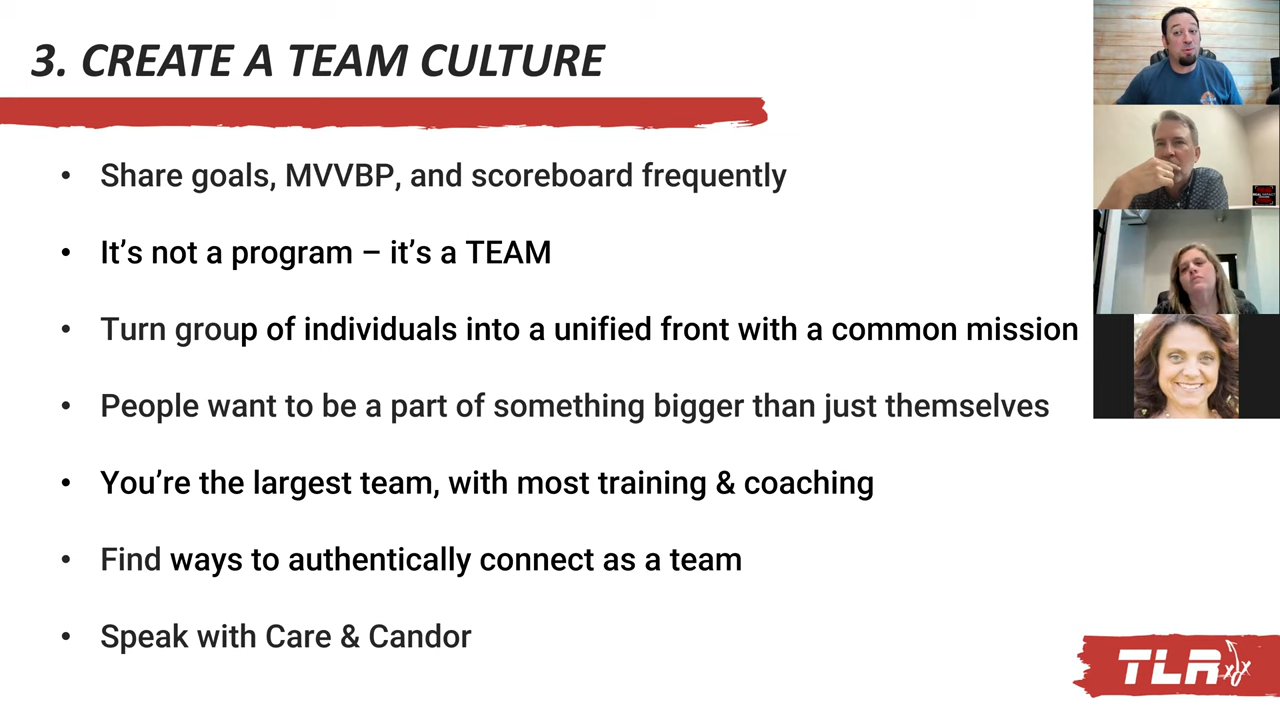 3. CREATE A TEAM CULTURE
• Share goals, MVVBP, and scoreboard frequently
• It’s not a program – it’s a TEAM
• Turn group of individuals into a unified front with a common mission
• People want to be a part of something bigger than just themselves
• You’re the largest team, with most training & coaching
• Find ways to authentically connect as a team
• Speak with Care & Candor
TLR